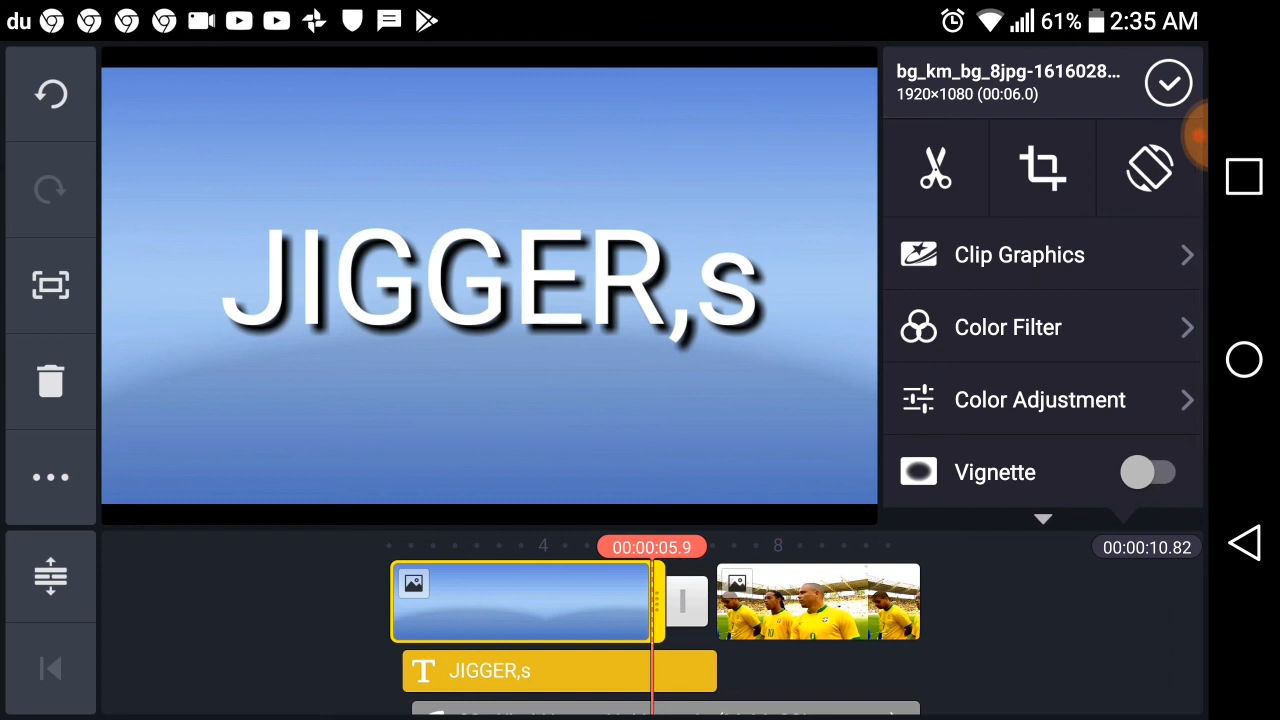 du 61% 2:35 AM
bg_km_bg_8jpg-1616028...
1920×1080 (00:06.0)
JIGGER,s
Clip Graphics
Color Filter
Color Adjustment
Vignette
4 00:00:05.9 8 00:00:10.82
T JIGGER,s